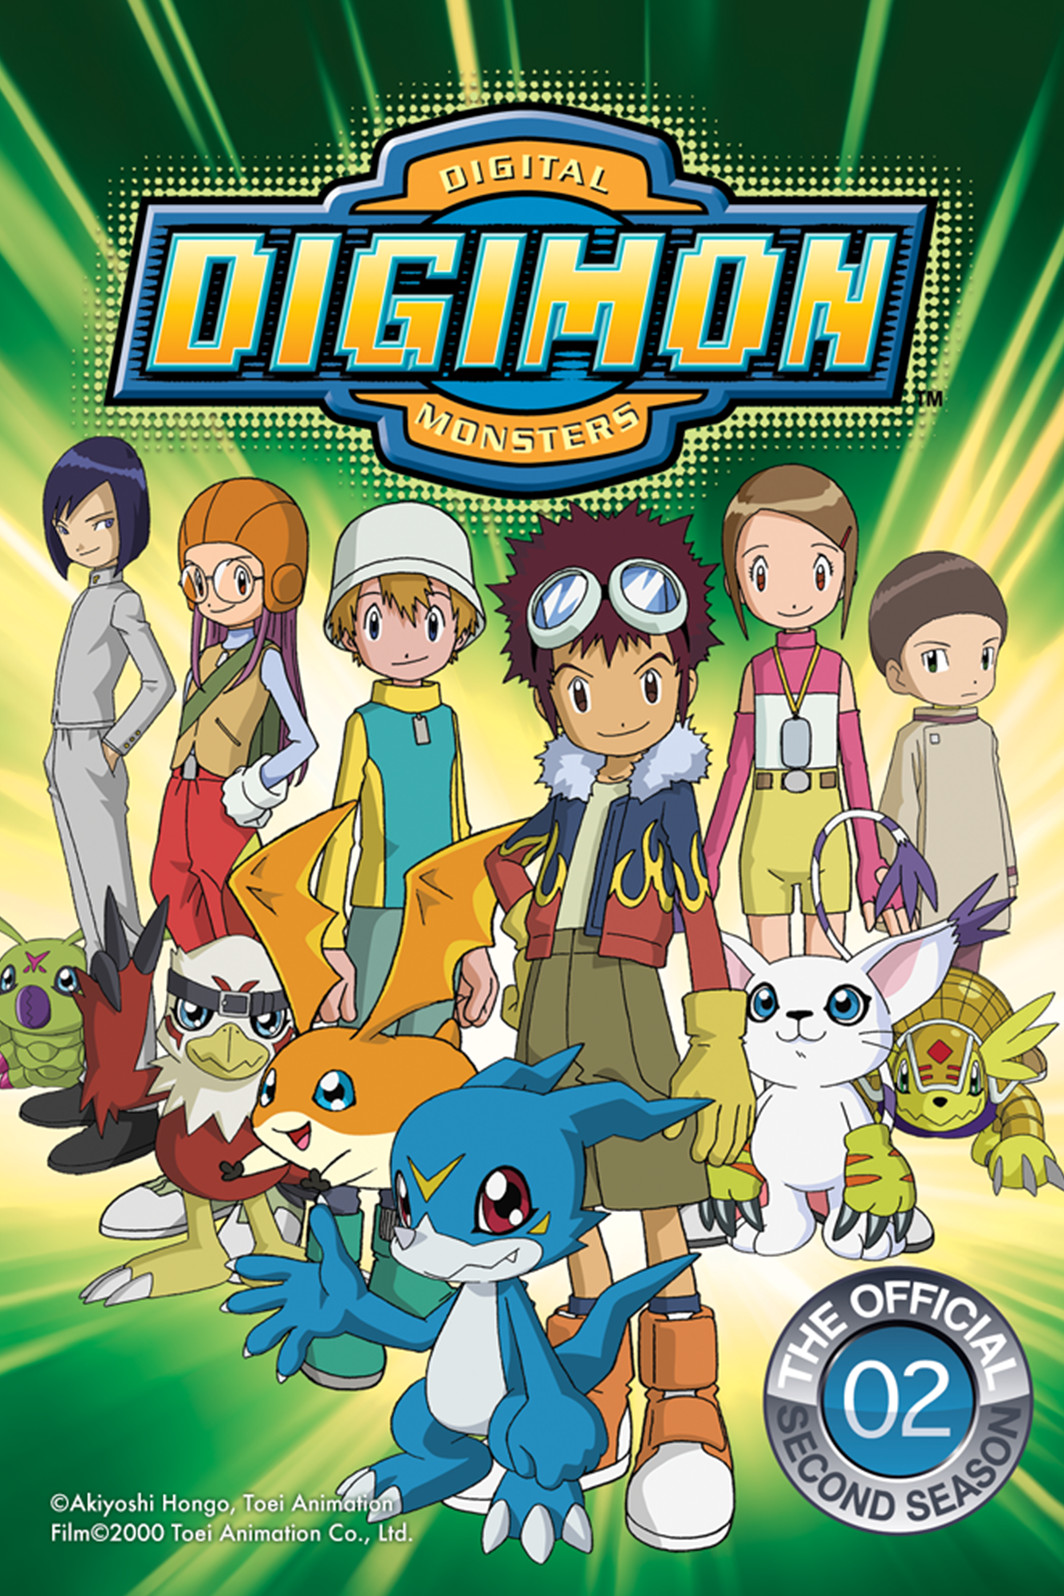 DIGITAL
DIGIMON
™
MONSTERS
THE OFFICIAL
02
SECOND SEASON
©Akiyoshi Hongo, Toei Animation
Film©2000 Toei Animation Co., Ltd.